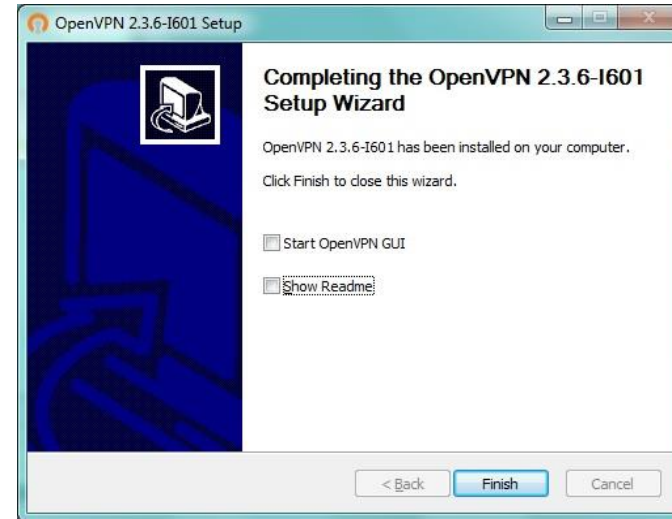 OpenVPN 2.3.6-I601 Setup
Completing the OpenVPN 2.3.6-I601
Setup Wizard
OpenVPN 2.3.6-I601 has been installed on your computer.
Click Finish to close this wizard.
Start OpenVPN GUI
Show Readme
< Back
Finish
Cancel